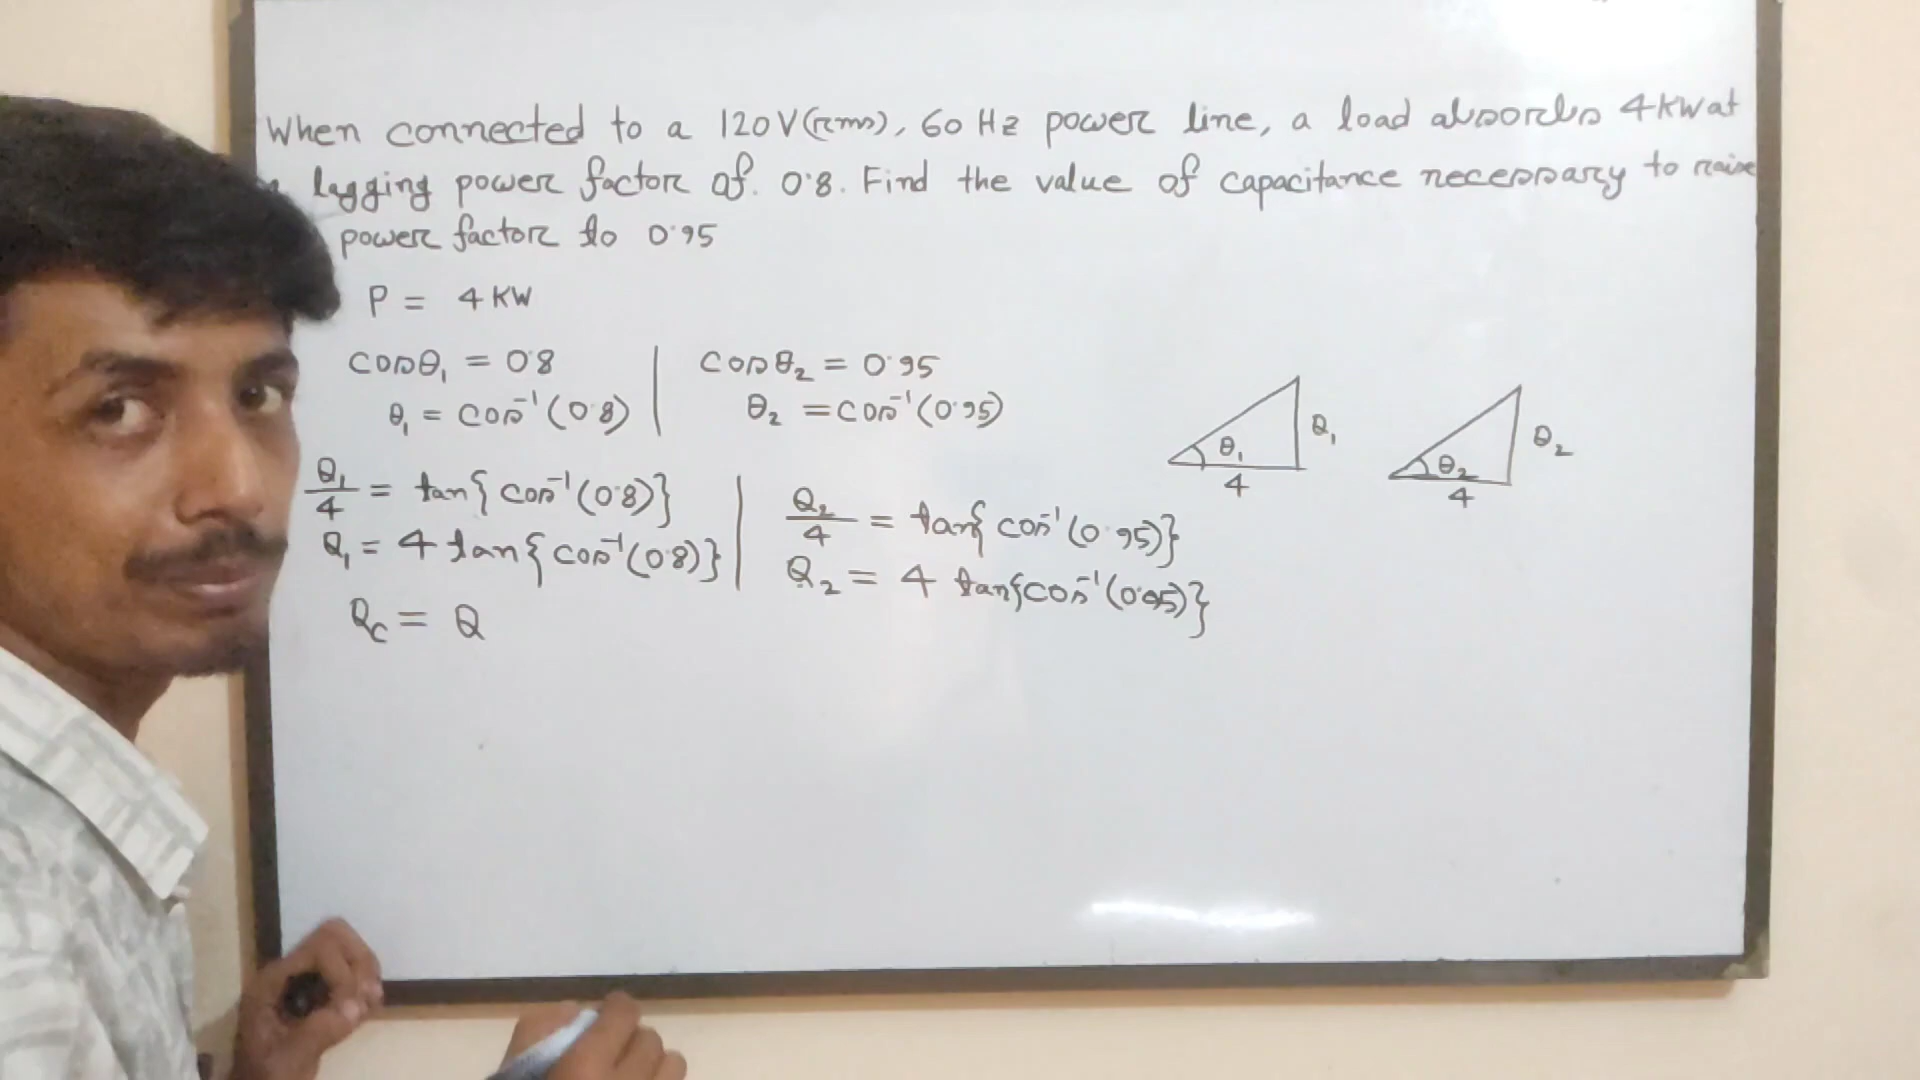 When connected to a 120V(rms), 60 Hz power line, a load absorbs 4KW at
lagging power factor of. 0.8. Find the value of capacitance necessary to raise
power factor to 0.95
P = 4 KW
cosθ₁ = 0.8
cosθ₂ = 0.95
θ₁ = cos⁻¹(0.8)
θ₂ = cos⁻¹(0.95)
Q₁/4 = tan{cos⁻¹(0.8)}
Q₁ = 4 tan{cos⁻¹(0.8)}
Q₂/4 = tan{cos⁻¹(0.95)}
Q₂ = 4 tan{cos⁻¹(0.95)}
Qc = Q
θ₁
4
Q₁
θ₂
4
Q₂